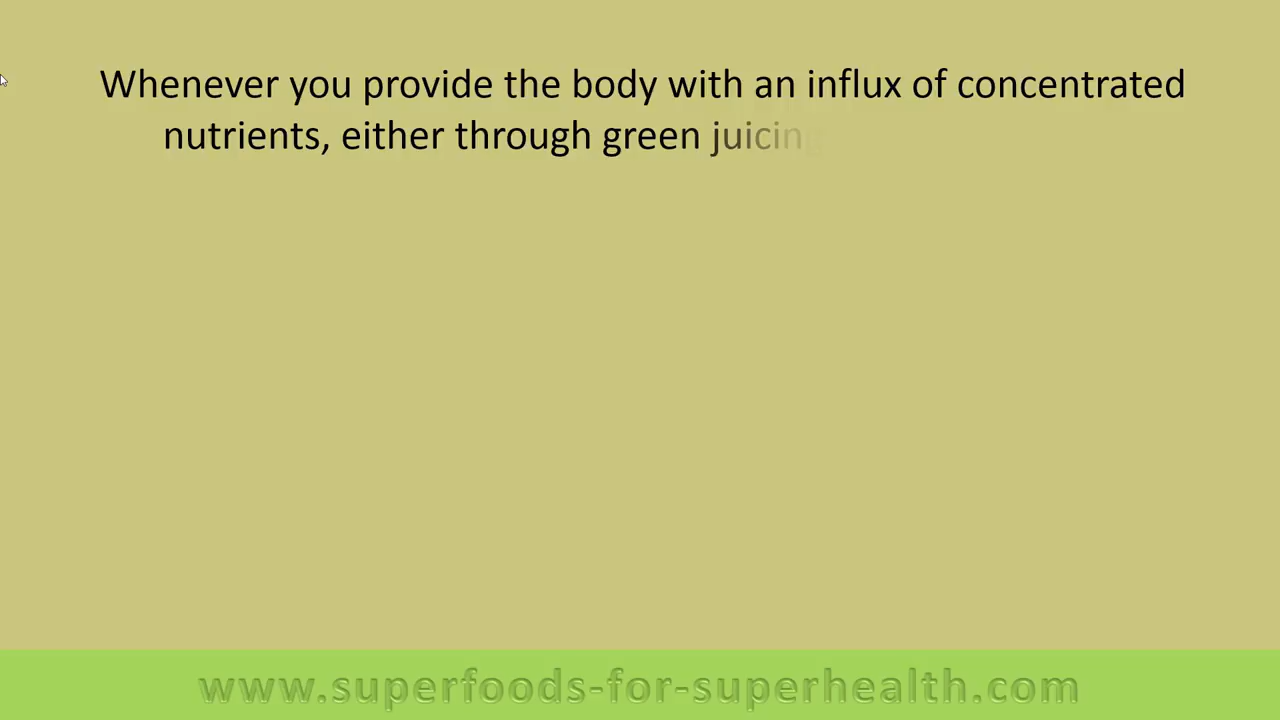 Whenever you provide the body with an influx of concentrated
nutrients, either through green juicing
www.superfoods-for-superhealth.com